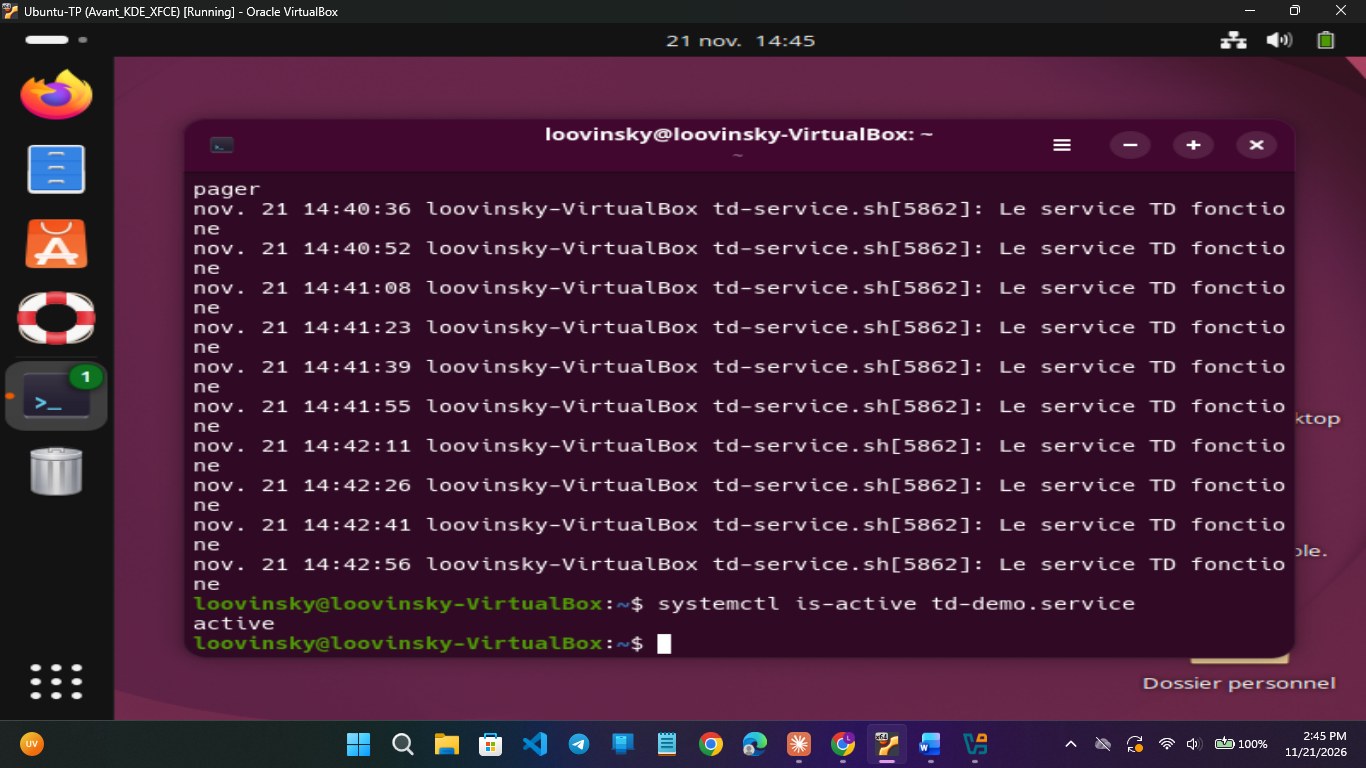 Ubuntu-TP (Avant_KDE_XFCE) [Running] - Oracle VirtualBox
21 nov. 14:45
loovinsky@loovinsky-VirtualBox: ~
~
pager
nov. 21 14:40:36 loovinsky-VirtualBox td-service.sh[5862]: Le service TD fonctio
ne
nov. 21 14:40:52 loovinsky-VirtualBox td-service.sh[5862]: Le service TD fonctio
ne
nov. 21 14:41:08 loovinsky-VirtualBox td-service.sh[5862]: Le service TD fonctio
ne
nov. 21 14:41:23 loovinsky-VirtualBox td-service.sh[5862]: Le service TD fonctio
ne
nov. 21 14:41:39 loovinsky-VirtualBox td-service.sh[5862]: Le service TD fonctio
ne
nov. 21 14:41:55 loovinsky-VirtualBox td-service.sh[5862]: Le service TD fonctio
ne
nov. 21 14:42:11 loovinsky-VirtualBox td-service.sh[5862]: Le service TD fonctio
ne
nov. 21 14:42:26 loovinsky-VirtualBox td-service.sh[5862]: Le service TD fonctio
ne
nov. 21 14:42:41 loovinsky-VirtualBox td-service.sh[5862]: Le service TD fonctio
ne
nov. 21 14:42:56 loovinsky-VirtualBox td-service.sh[5862]: Le service TD fonctio
ne
loovinsky@loovinsky-VirtualBox:~$ systemctl is-active td-demo.service
active
loovinsky@loovinsky-VirtualBox:~$
1
ktop
ble.
Dossier personnel
UV
100%
2:45 PM
11/21/2026